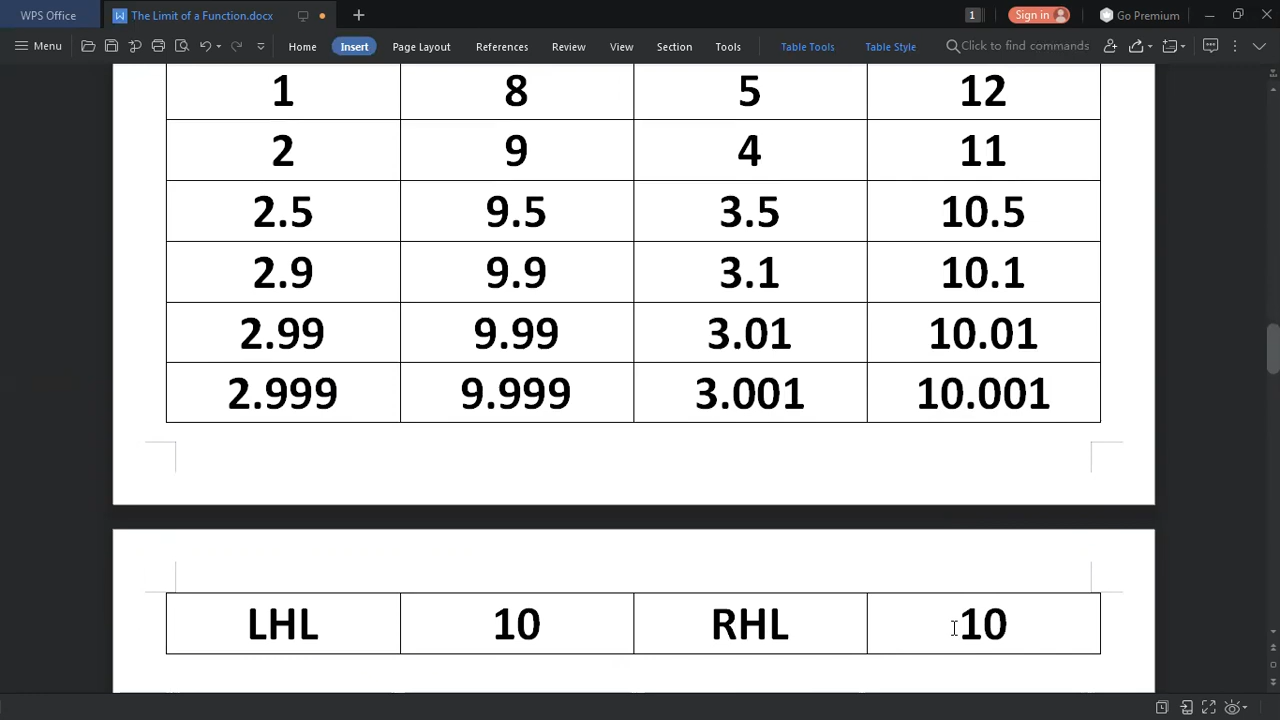 WPS Office The Limit of a Function.docx 1 Sign in Go Premium
Menu Home Insert Page Layout References Review View Section Tools Table Tools Table Style Click to find commands
1 8 5 12
2 9 4 11
2.5 9.5 3.5 10.5
2.9 9.9 3.1 10.1
2.99 9.99 3.01 10.01
2.999 9.999 3.001 10.001
LHL 10 RHL 10